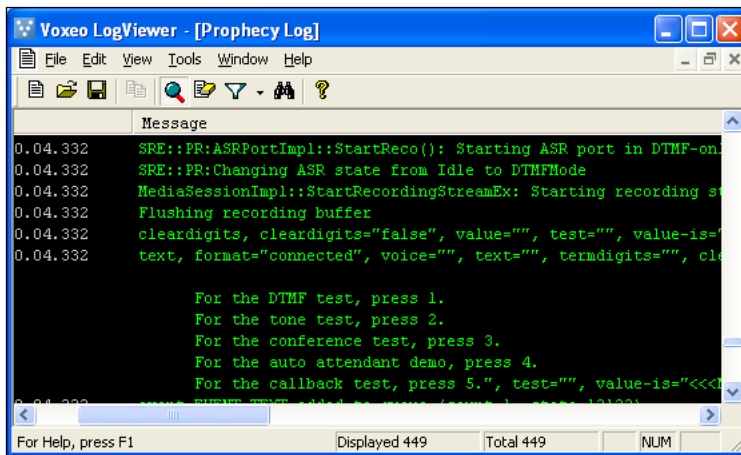 Voxeo LogViewer - [Prophecy Log]
File Edit View Tools Window Help
Message
0.04.332 SRE::PR:ASRPortImpl::StartReco(): Starting ASR port in DTMF-on
0.04.332 SRE::PR:Changing ASR state from Idle to DTMFMode
0.04.332 MediaSessionImpl::StartRecordingStreamEx: Starting recording st
0.04.332 Flushing recording buffer
0.04.332 cleardigits, cleardigits="false", value="", test="", value-is="
0.04.332 text, format="connected", voice="", text="", termdigits="", cle
For the DTMF test, press 1.
For the tone test, press 2.
For the conference test, press 3.
For the auto attendant demo, press 4.
For the callback test, press 5.", test="", value-is="<<<
For Help, press F1 Displayed 449 Total 449 NUM